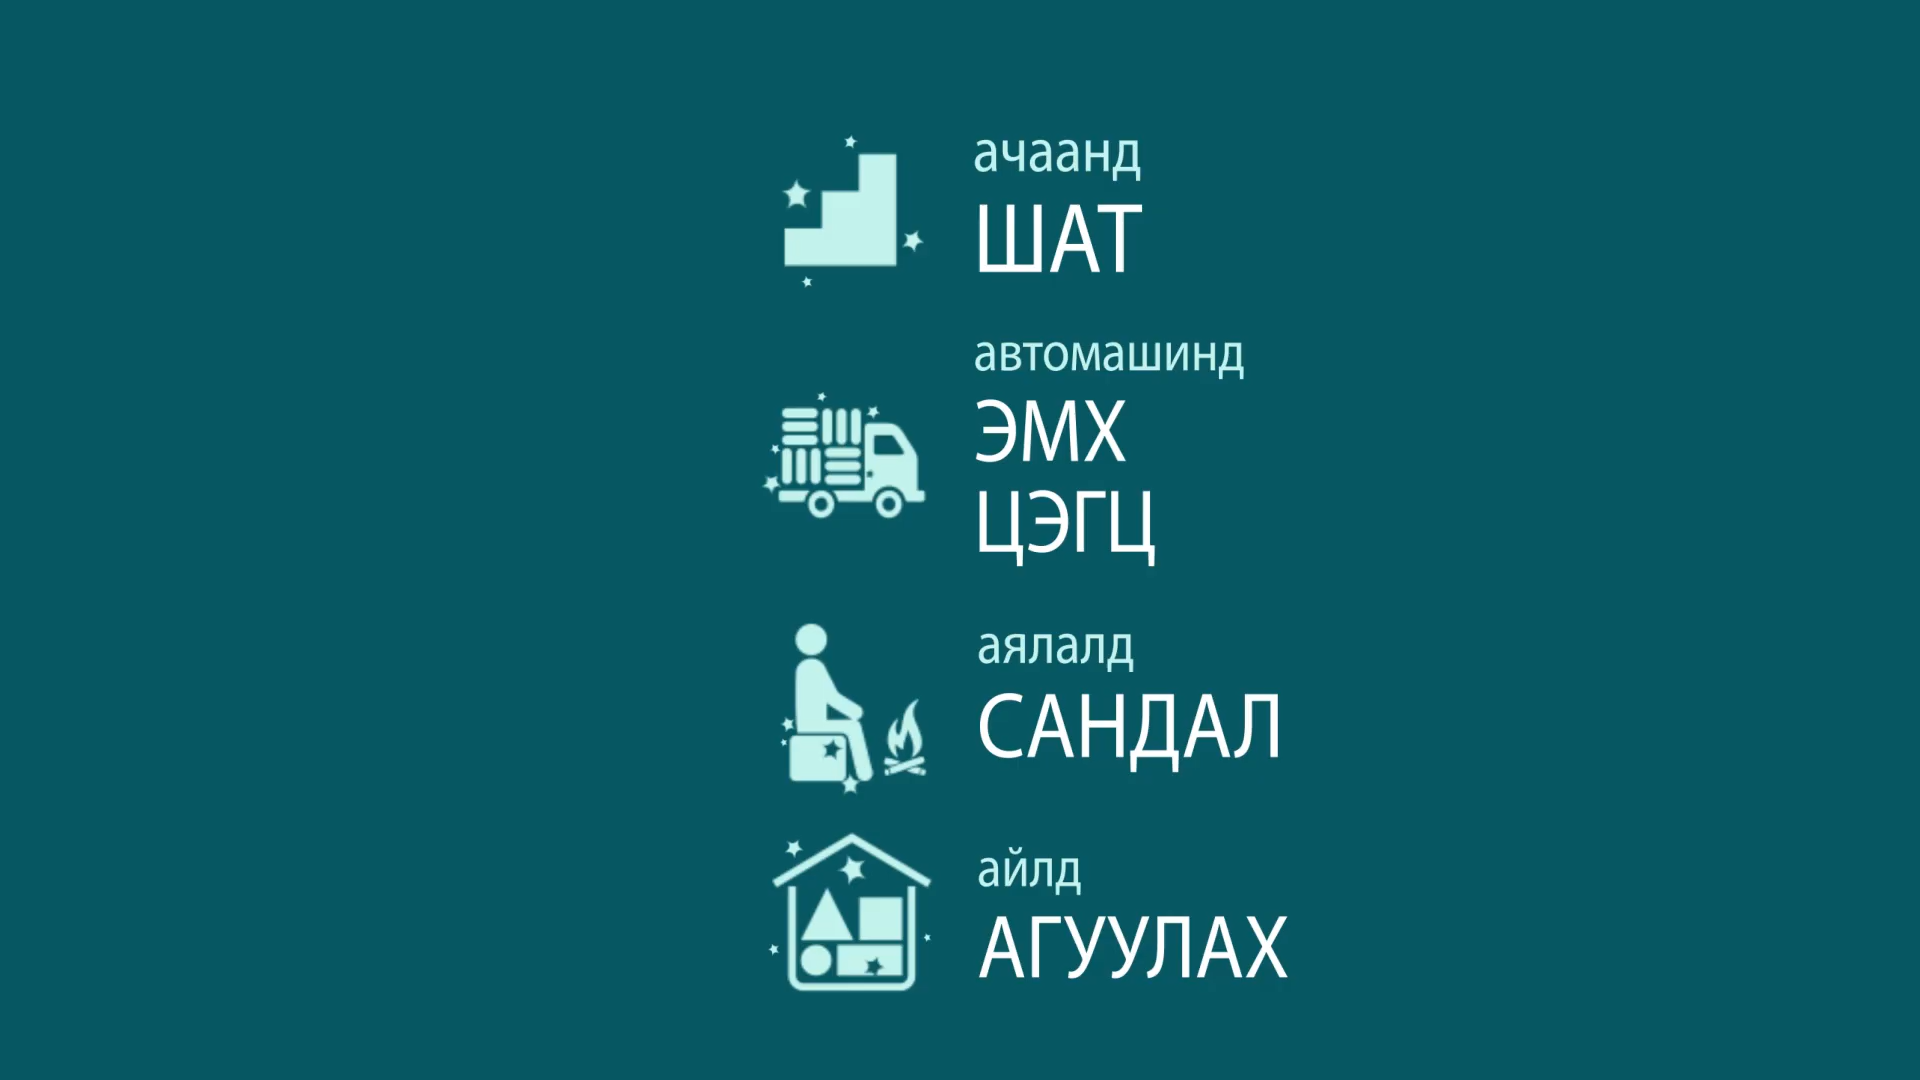 ачаанд
ШАТ
автомашинд
ЭМХ
ЦЭГЦ
аялалд
САНДАЛ
айлд
АГУУЛАХ